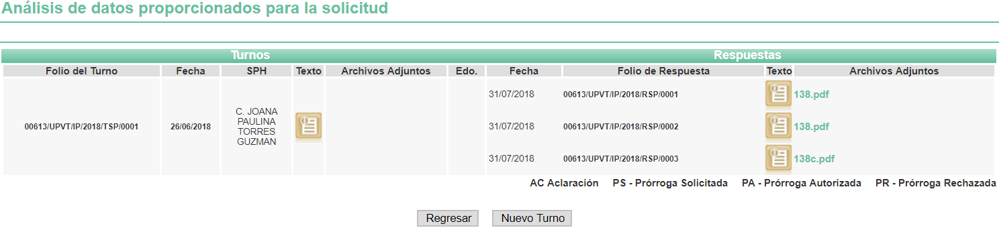 Análisis de datos proporcionados para la solicitud
Turnos Respuestas
Folio del Turno Fecha SPH Texto Archivos Adjuntos Edo. Fecha Folio de Respuesta Texto Archivos Adjuntos
00613/UPVT/IP/2018/TSP/0001 26/06/2018 C. JOANA
PAULINA
TORRES
GUZMAN
31/07/2018 00613/UPVT/IP/2018/RSP/0001 138.pdf
31/07/2018 00613/UPVT/IP/2018/RSP/0002 138.pdf
31/07/2018 00613/UPVT/IP/2018/RSP/0003 138c.pdf
AC Aclaración PS - Prórroga Solicitada PA - Prórroga Autorizada PR - Prórroga Rechazada
Regresar Nuevo Turno